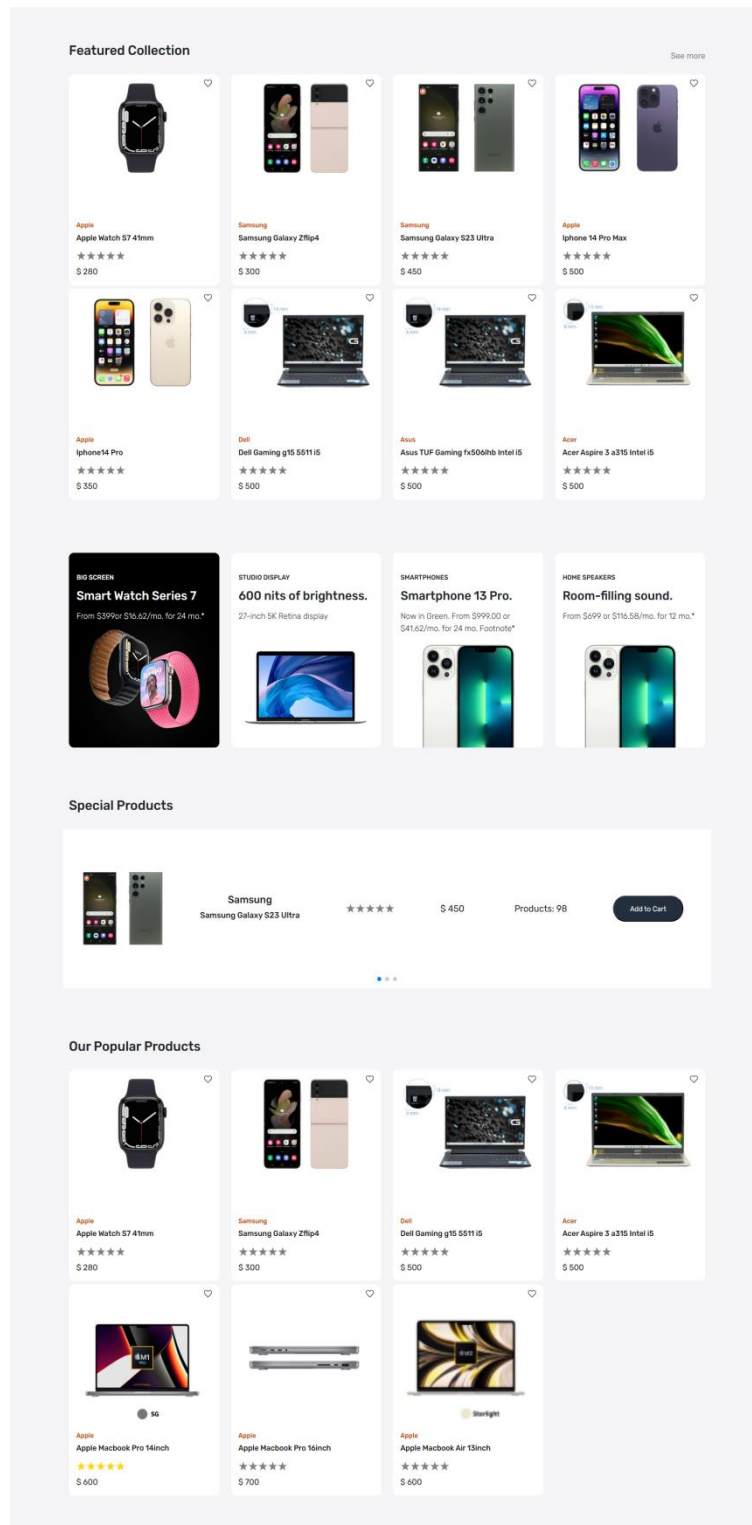 Featured Collection
See more
Apple
Apple Watch S7 41mm
$ 280
Samsung
Samsung Galaxy Zflip4
$ 300
Samsung
Samsung Galaxy S23 Ultra
$ 450
Apple
Iphone 14 Pro Max
$ 500
Apple
Iphone14 Pro
$ 350
Dell
Dell Gaming g15 5511 i5
$ 500
Asus
Asus TUF Gaming fx506lhb Intel i5
$ 500
Acer
Acer Aspire 3 a315 Intel i5
$ 500
BIG SCREEN
Smart Watch Series 7
From $399or $16.62/mo. for 24 mo.*
STUDIO DISPLAY
600 nits of brightness.
27-inch 5K Retina display
SMARTPHONES
Smartphone 13 Pro.
Now in Green. From $999.00 or
$41.62/mo. for 24 mo. Footnote*
HOME SPEAKERS
Room-filling sound.
From $699 or $116.58/mo. for 12 mo.*
Special Products
Samsung
Samsung Galaxy S23 Ultra
$ 450
Products: 98
Add to Cart
Our Popular Products
Apple
Apple Watch S7 41mm
$ 280
Samsung
Samsung Galaxy Zflip4
$ 300
Dell
Dell Gaming g15 5511 i5
$ 500
Acer
Acer Aspire 3 a315 Intel i5
$ 500
M1
SG
Apple
Apple Macbook Pro 14inch
$ 600
Apple
Apple Macbook Pro 16inch
$ 700
M2
Starlight
Apple
Apple Macbook Air 13inch
$ 600